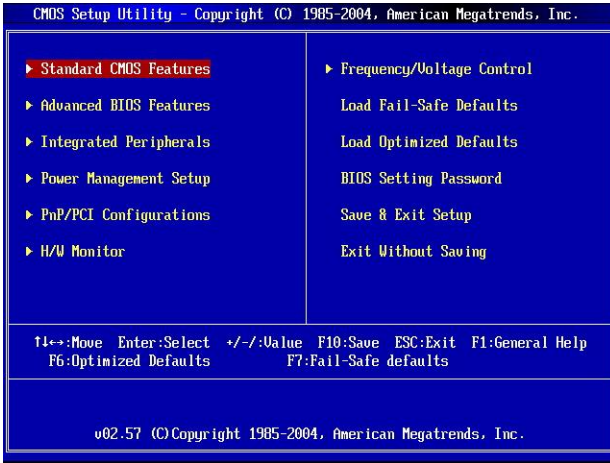 CMOS Setup Utility - Copyright (C) 1985-2004, American Megatrends, Inc.
▶ Standard CMOS Features
▶ Advanced BIOS Features
▶ Integrated Peripherals
▶ Power Management Setup
▶ PnP/PCI Configurations
▶ H/W Monitor
▶ Frequency/Voltage Control
Load Fail-Safe Defaults
Load Optimized Defaults
BIOS Setting Password
Save & Exit Setup
Exit Without Saving
↑↓←→:Move Enter:Select +/-/:Value F10:Save ESC:Exit F1:General Help
F6:Optimized Defaults F7:Fail-Safe defaults
v02.57 (C)Copyright 1985-2004, American Megatrends, Inc.